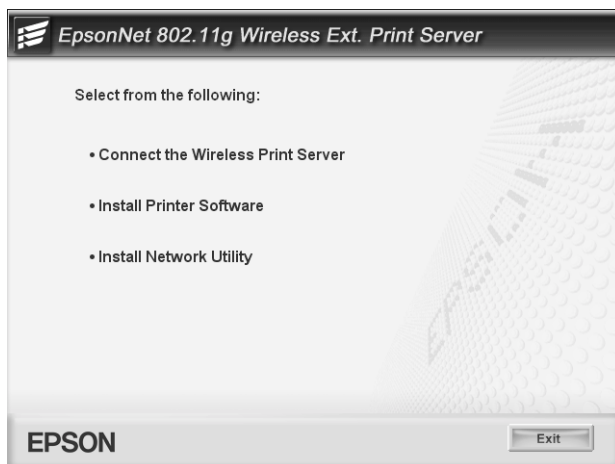 EpsonNet 802.11g Wireless Ext. Print Server
Select from the following:
• Connect the Wireless Print Server
• Install Printer Software
• Install Network Utility
EPSON
EPSON
Exit